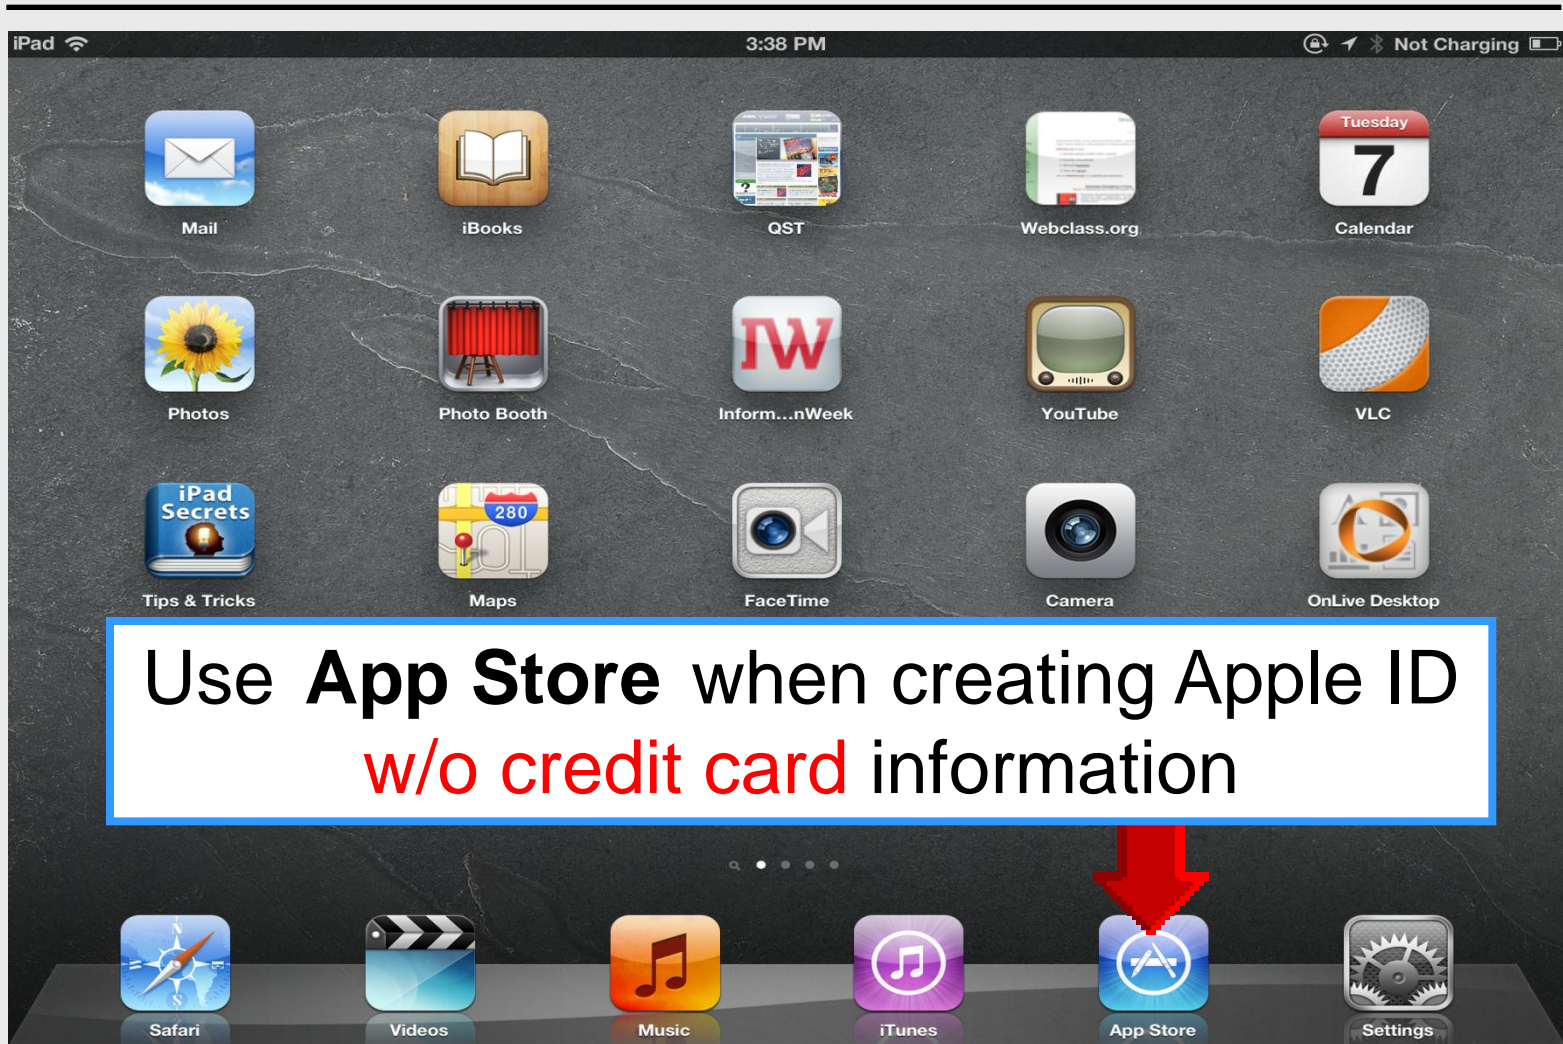 iPad 3:38 PM Not Charging
Tuesday
7
Mail iBooks QST Webclass.org Calendar
IW
Photos Photo Booth Inform...nWeek YouTube VLC
iPad
Secrets
280
Tips & Tricks Maps FaceTime Camera OnLive Desktop
Use App Store when creating Apple ID
w/o credit card information
Safari Videos Music iTunes App Store Settings